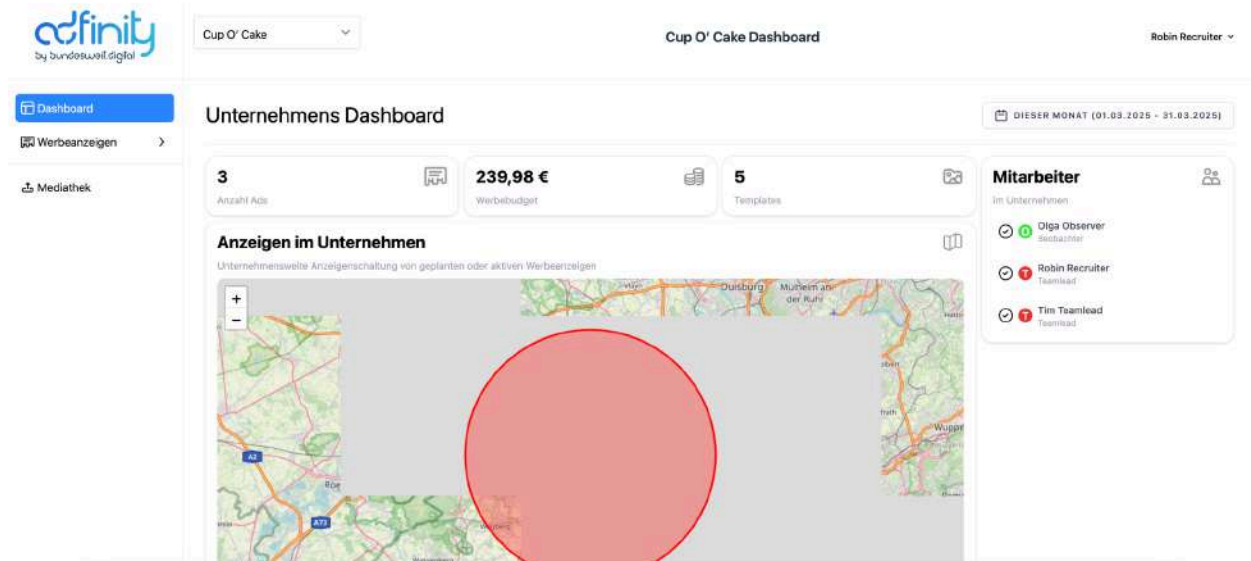 adfinity
by bundesweit.digital
Cup O' Cake
Cup O' Cake Dashboard
Robin Recruiter
Dashboard
Werbeanzeigen
Mediathek
Unternehmens Dashboard
DIESER MONAT (01.03.2025 - 31.03.2025)
3
Anzahl Ads
239,98 €
Werbebudget
5
Templates
Mitarbeiter
Im Unternehmen
O
Olga Observer
Beobachter
T
Robin Recruiter
Teamlead
T
Tim Teamlead
Teamlead
Anzeigen im Unternehmen
Unternehmensweite Anzeigenschaltung von geplanten oder aktiven Werbeanzeigen
+
−
Duisburg
Mülheim an
der Ruhr
Wuppe
A2
Roe
A73